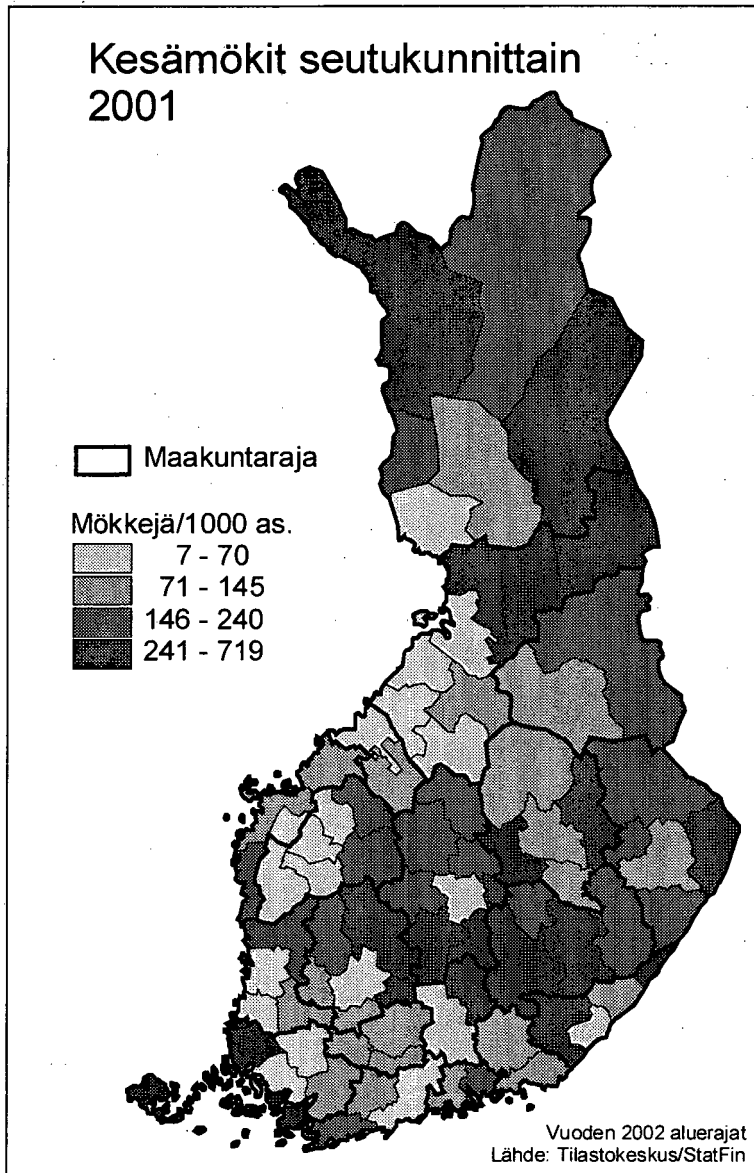 Kesämökit seutukunnittain
2001
Maakuntaraja
Mökkejä/1000 as.
7 - 70
71 - 145
146 - 240
241 - 719
Vuoden 2002 aluerajat
Lähde: Tilastokeskus/StatFin